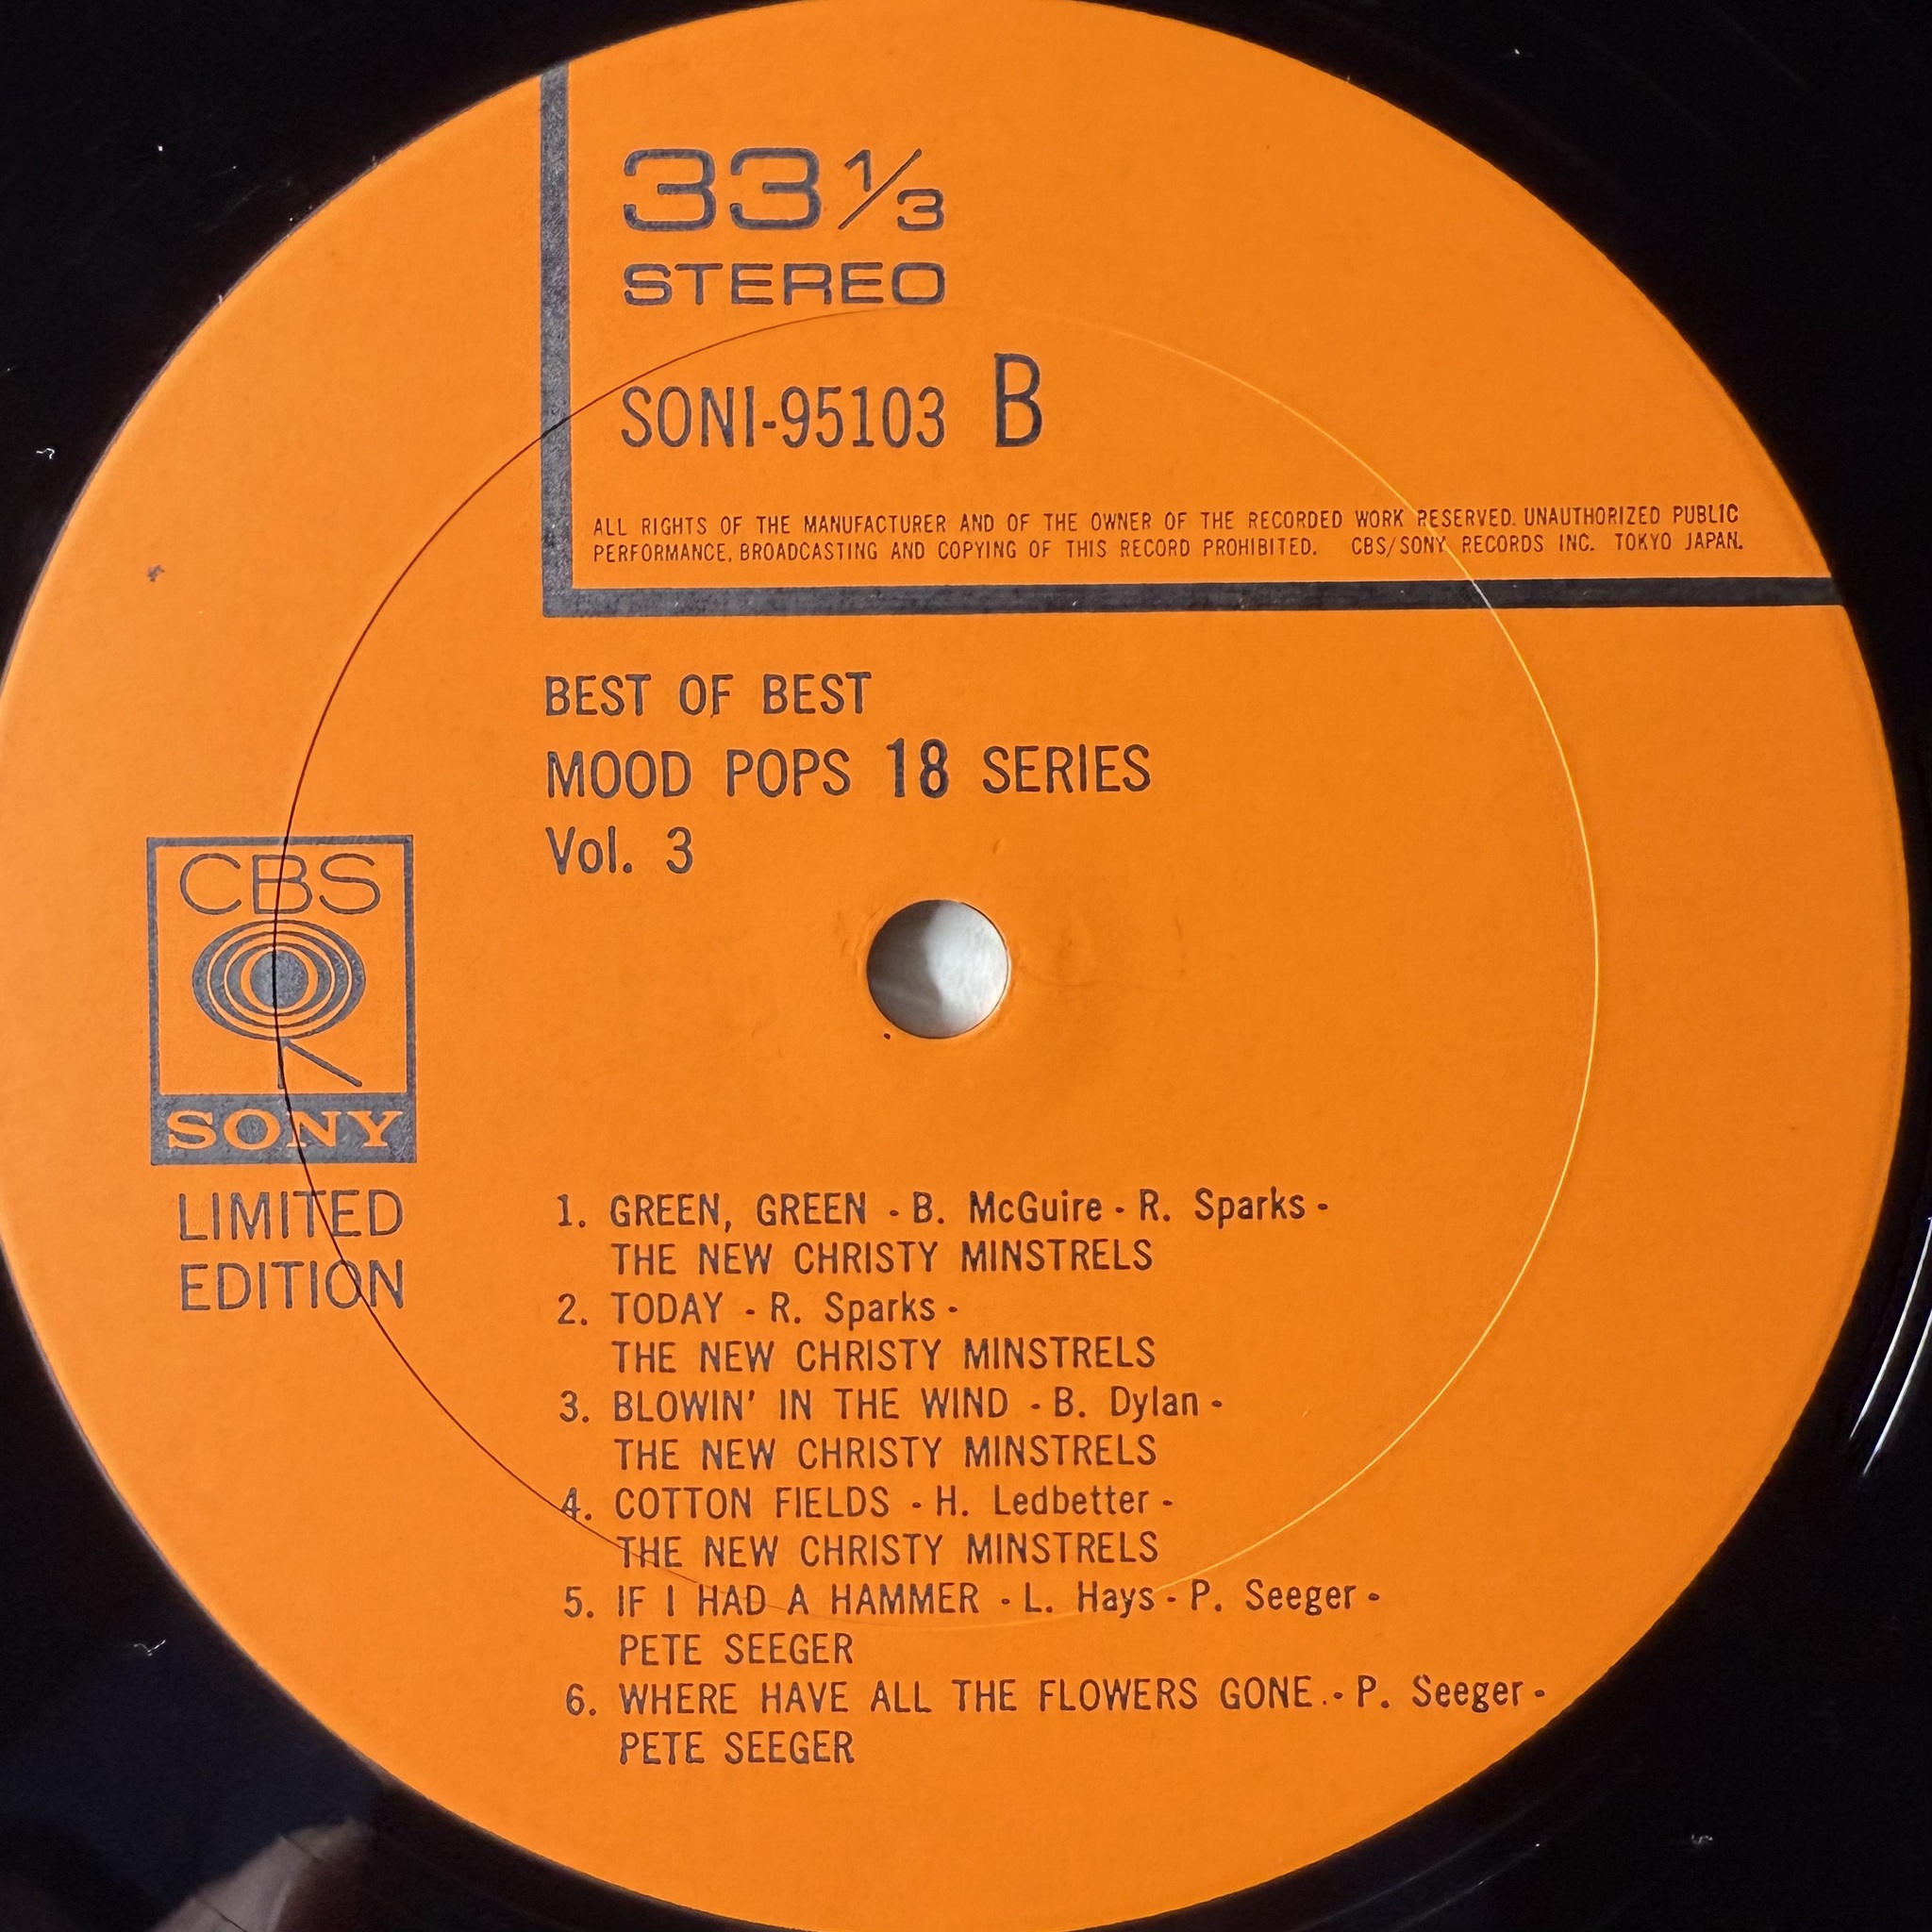 33 1/3
STEREO
SONI-95103 B
ALL RIGHTS OF THE MANUFACTURER AND OF THE OWNER OF THE RECORDED WORK RESERVED. UNAUTHORIZED PUBLIC
PERFORMANCE, BROADCASTING AND COPYING OF THIS RECORD PROHIBITED. CBS/SONY RECORDS INC. TOKYO JAPAN.
BEST OF BEST
MOOD POPS 18 SERIES
Vol. 3
CBS
SONY
LIMITED
EDITION
1. GREEN, GREEN - B. McGuire - R. Sparks -
THE NEW CHRISTY MINSTRELS
2. TODAY - R. Sparks -
THE NEW CHRISTY MINSTRELS
3. BLOWIN' IN THE WIND - B. Dylan -
THE NEW CHRISTY MINSTRELS
4. COTTON FIELDS - H. Ledbetter -
THE NEW CHRISTY MINSTRELS
5. IF I HAD A HAMMER - L. Hays - P. Seeger -
PETE SEEGER
6. WHERE HAVE ALL THE FLOWERS GONE. - P. Seeger -
PETE SEEGER